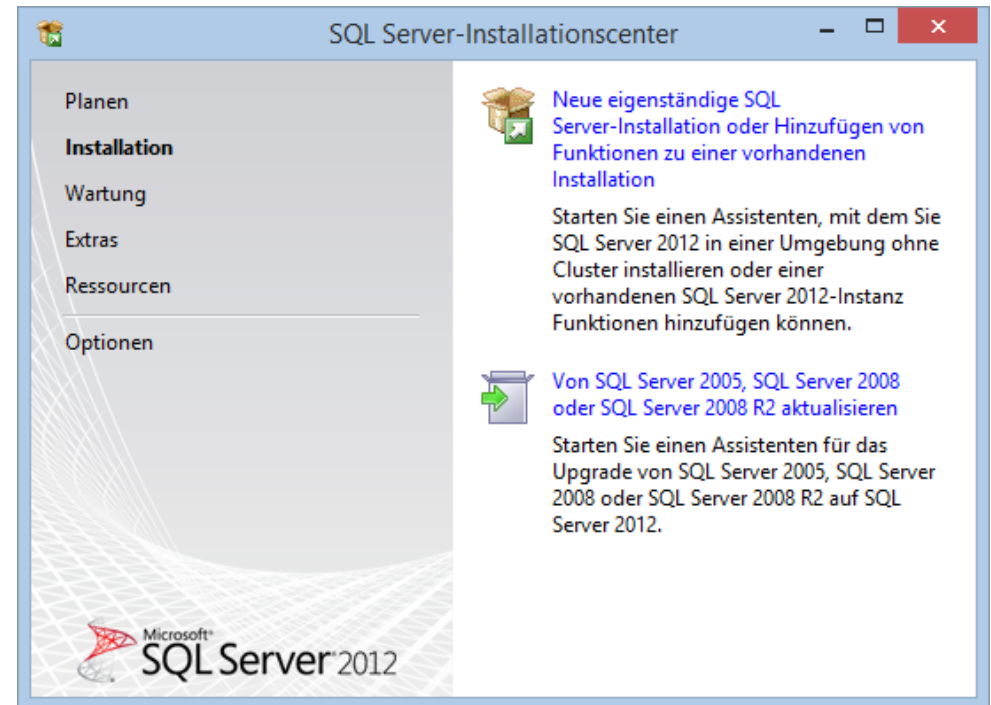 SQL Server-Installationscenter
Planen
Installation
Wartung
Extras
Ressourcen
Optionen
Neue eigenständige SQL
Server-Installation oder Hinzufügen von
Funktionen zu einer vorhandenen
Installation
Starten Sie einen Assistenten, mit dem Sie
SQL Server 2012 in einer Umgebung ohne
Cluster installieren oder einer
vorhandenen SQL Server 2012-Instanz
Funktionen hinzufügen können.
Von SQL Server 2005, SQL Server 2008
oder SQL Server 2008 R2 aktualisieren
Starten Sie einen Assistenten für das
Upgrade von SQL Server 2005, SQL Server
2008 oder SQL Server 2008 R2 auf SQL
Server 2012.
Microsoft®
SQL Server® 2012